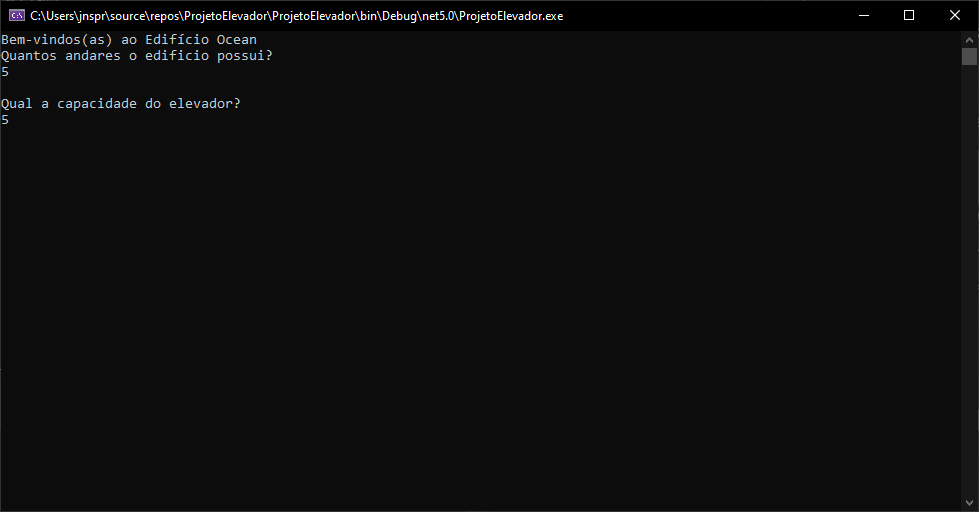 C:\Users\jnspr\source\repos\ProjetoElevador\ProjetoElevador\bin\Debug\net5.0\ProjetoElevador.exe
Bem-vindos(as) ao Edifício Ocean
Quantos andares o edificio possui?
5
Qual a capacidade do elevador?
5